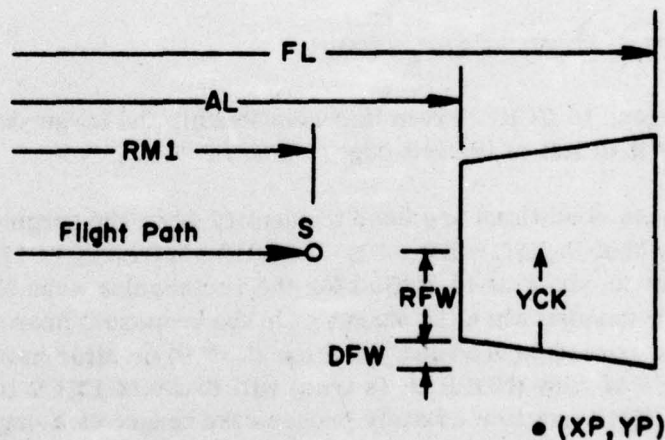 FL
AL
RM1
Flight Path
S
RFW
YCK
DFW
(XP, YP)